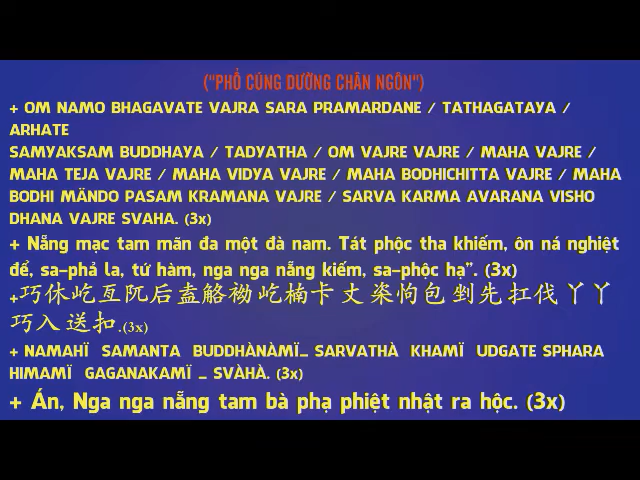 ("PHỔ CÚNG DƯỜNG CHÂN NGÔN")
+ OM NAMO BHAGAVATE VAJRA SARA PRAMARDANE / TATHAGATAYA /
ARHATE
SAMYAKSAM BUDDHAYA / TADYATHA / OM VAJRE VAJRE / MAHA VAJRE /
MAHA TEJA VAJRE / MAHA VIDYA VAJRE / MAHA BODHICHITTA VAJRE / MAHA
BODHI MÄNDO PASAM KRAMANA VAJRE / SARVA KARMA AVARANA VISHO
DHANA VAJRE SVAHA. (3x)
+ Nẵng mạc tam mãn đa một đà nam. Tát phộc tha khiếm, ôn ná nghiệt
để, sa-phả la, tứ hàm, nga nga nẵng kiếm, sa-phộc hạ”. (3x)
+巧休屹亙阢后盍觡袎屹楠卡丈粢恦包剉先扛伐丫丫
巧入送扣.(3x)
+ NAMAHÏ SAMANTA BUDDHÀNÀMÏ_ SARVATHÀ KHAMÏ UDGATE SPHARA
HIMAMÏ GAGANAKAMÏ _ SVÀHÀ. (3x)
+ Án, Nga nga nẵng tam bà phạ phiệt nhật ra hộc. (3x)